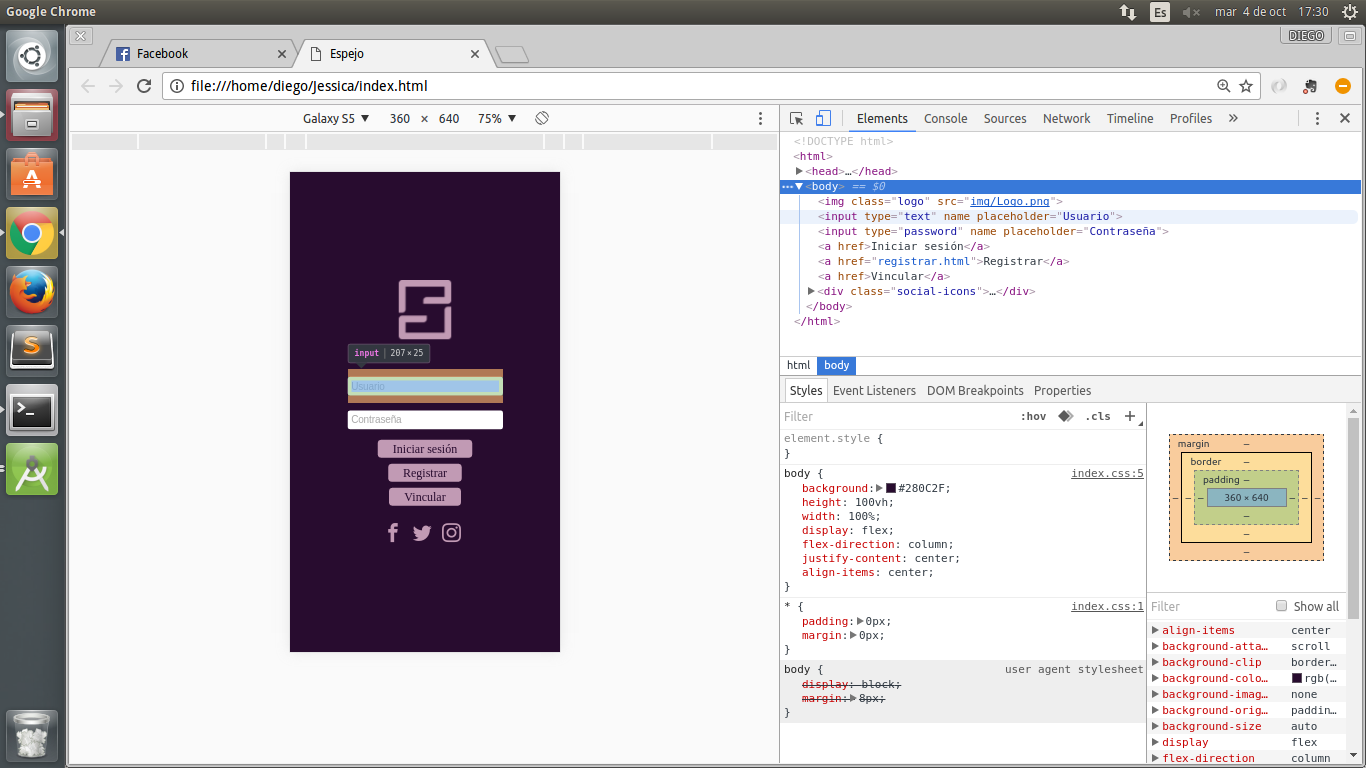 Google Chrome
Es
mar 4 de oct 17:30
Facebook
Espejo
DIEGO
file:///home/diego/Jessica/index.html
Galaxy S5 ▼ 360 × 640 75% ▼
Elements Console Sources Network Timeline Profiles »
<!DOCTYPE html>
<html>
<head>…</head>
<body> == $0
<img class="logo" src="img/Logo.png">
<input type="text" name placeholder="Usuario">
<input type="password" name placeholder="Contraseña">
<a href>Iniciar sesión</a>
<a href="registrar.html">Registrar</a>
<a href>Vincular</a>
<div class="social-icons">…</div>
</body>
</html>
input | 207×25
Usuario
Contraseña
Iniciar sesión
Registrar
Vincular
html body
Styles Event Listeners DOM Breakpoints Properties
Filter :hov .cls +
element.style {
}
body { index.css:5
background: #280C2F;
height: 100vh;
width: 100%;
display: flex;
flex-direction: column;
justify-content: center;
align-items: center;
}
* { index.css:1
padding: 0px;
margin: 0px;
}
body { user agent stylesheet
display: block;
margin: 8px;
}
margin –
border –
padding –
– – – 360 × 640 – – –
–
–
–
Filter Show all
align-items center
background-atta… scroll
background-clip border…
background-colo… rgb(…
background-imag… none
background-orig… paddin…
background-size auto
display flex
flex-direction column